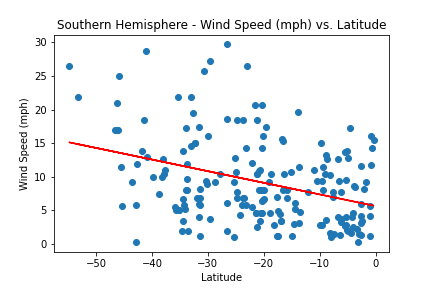 Southern Hemisphere - Wind Speed (mph) vs. Latitude
30
25
20
15
10
5
0
Wind Speed (mph)
−50 −40 −30 −20 −10 0
Latitude